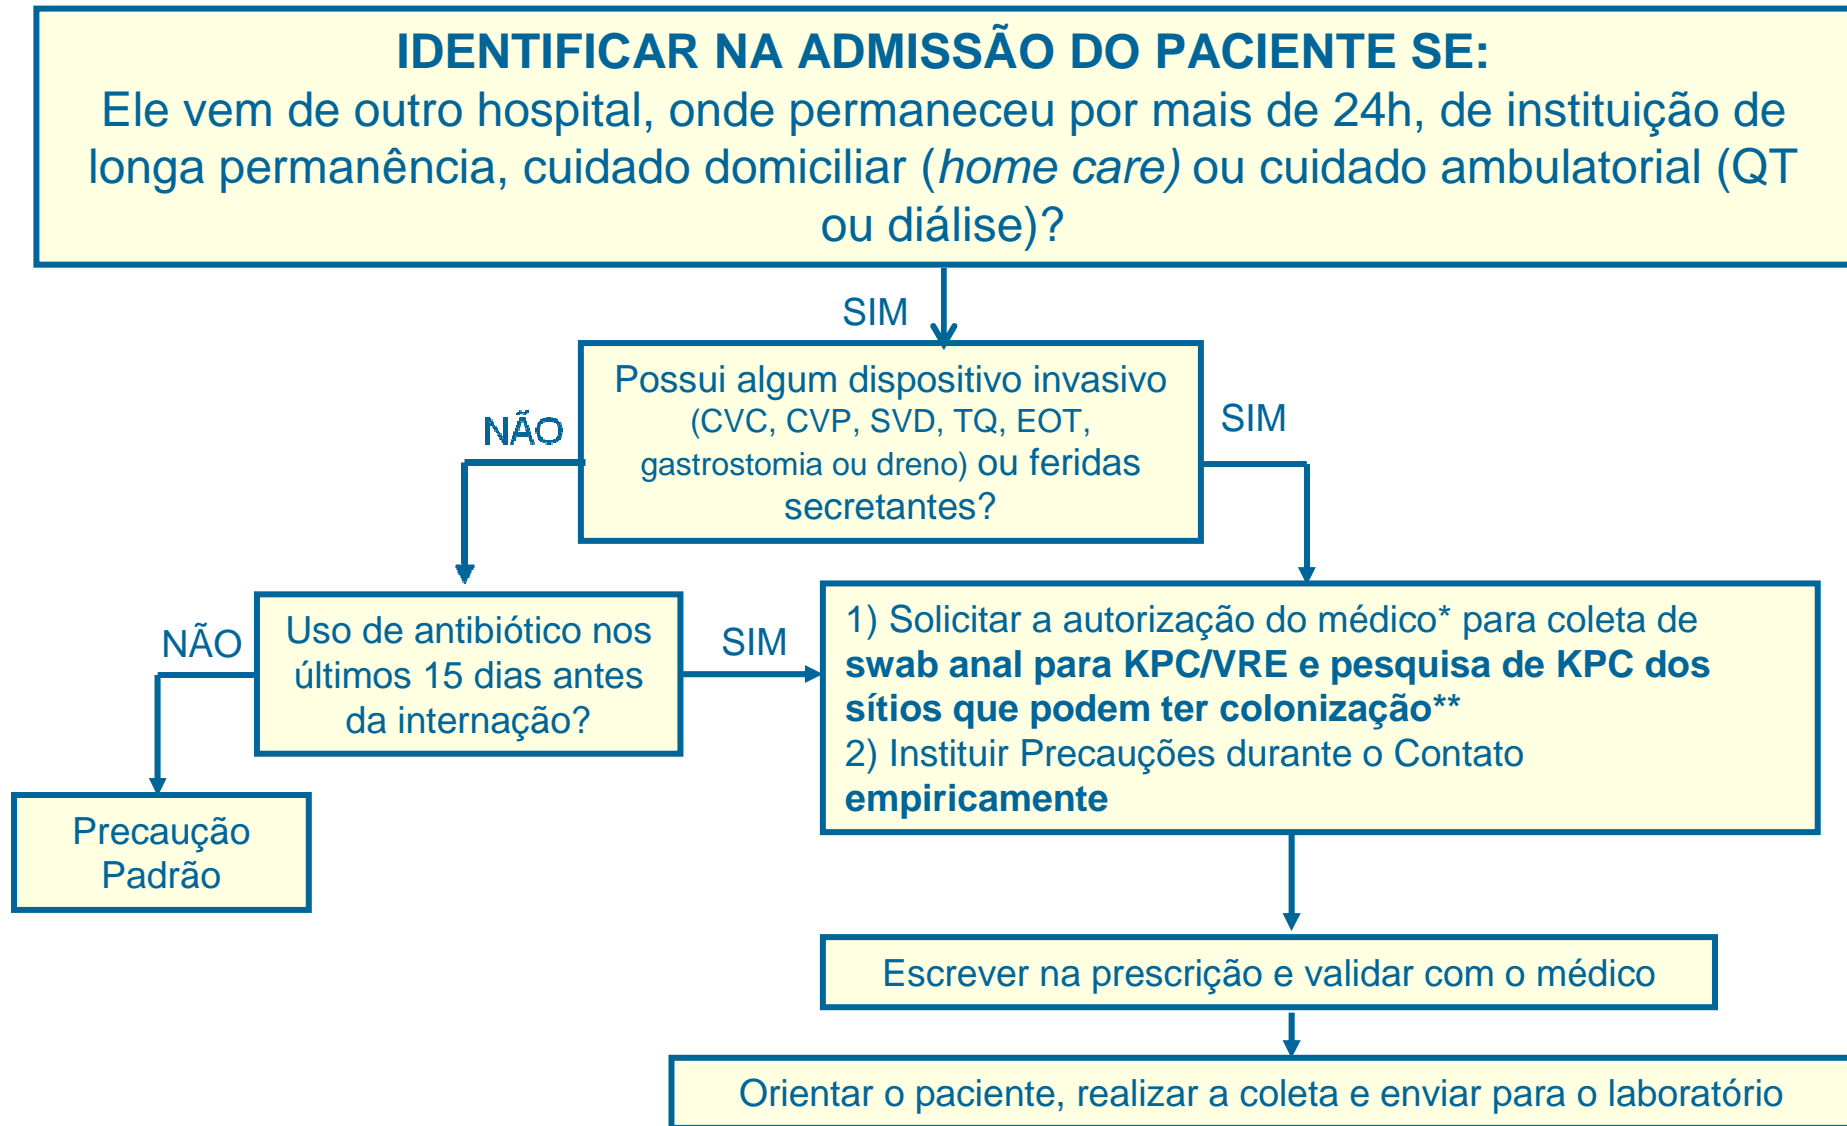 IDENTIFICAR NA ADMISSÃO DO PACIENTE SE:
Ele vem de outro hospital, onde permaneceu por mais de 24h, de instituição de
longa permanência, cuidado domiciliar (home care) ou cuidado ambulatorial (QT
ou diálise)?
SIM
Possui algum dispositivo invasivo
(CVC, CVP, SVD, TQ, EOT,
gastrostomia ou dreno) ou feridas
secretantes?
NÃO
SIM
Uso de antibiótico nos
últimos 15 dias antes
da internação?
NÃO
SIM
1) Solicitar a autorização do médico* para coleta de
swab anal para KPC/VRE e pesquisa de KPC dos
sítios que podem ter colonização**
2) Instituir Precauções durante o Contato
empiricamente
Precaução
Padrão
Escrever na prescrição e validar com o médico
Orientar o paciente, realizar a coleta e enviar para o laboratório